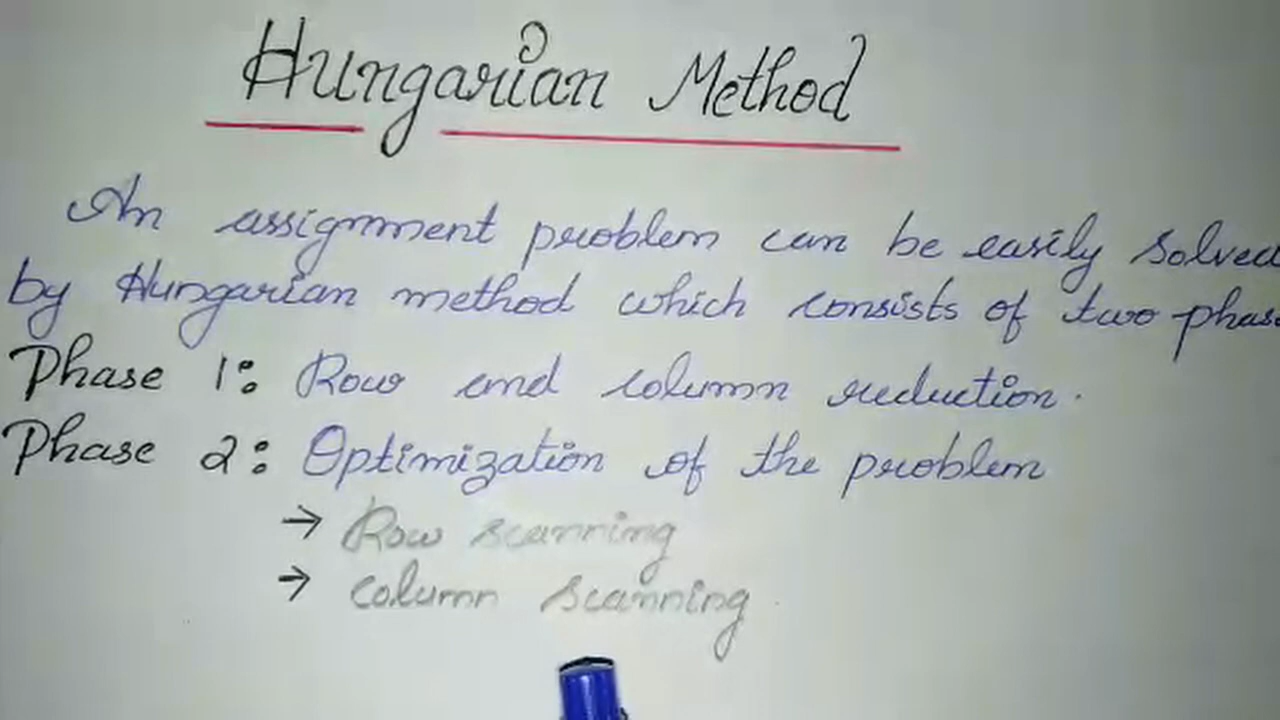 Hungarian Method
An assignment problem can be easily solved
by Hungarian method which consists of two phase
Phase 1: Row and column reduction.
Phase 2: Optimization of the problem
→ Row scanning
→ column scanning